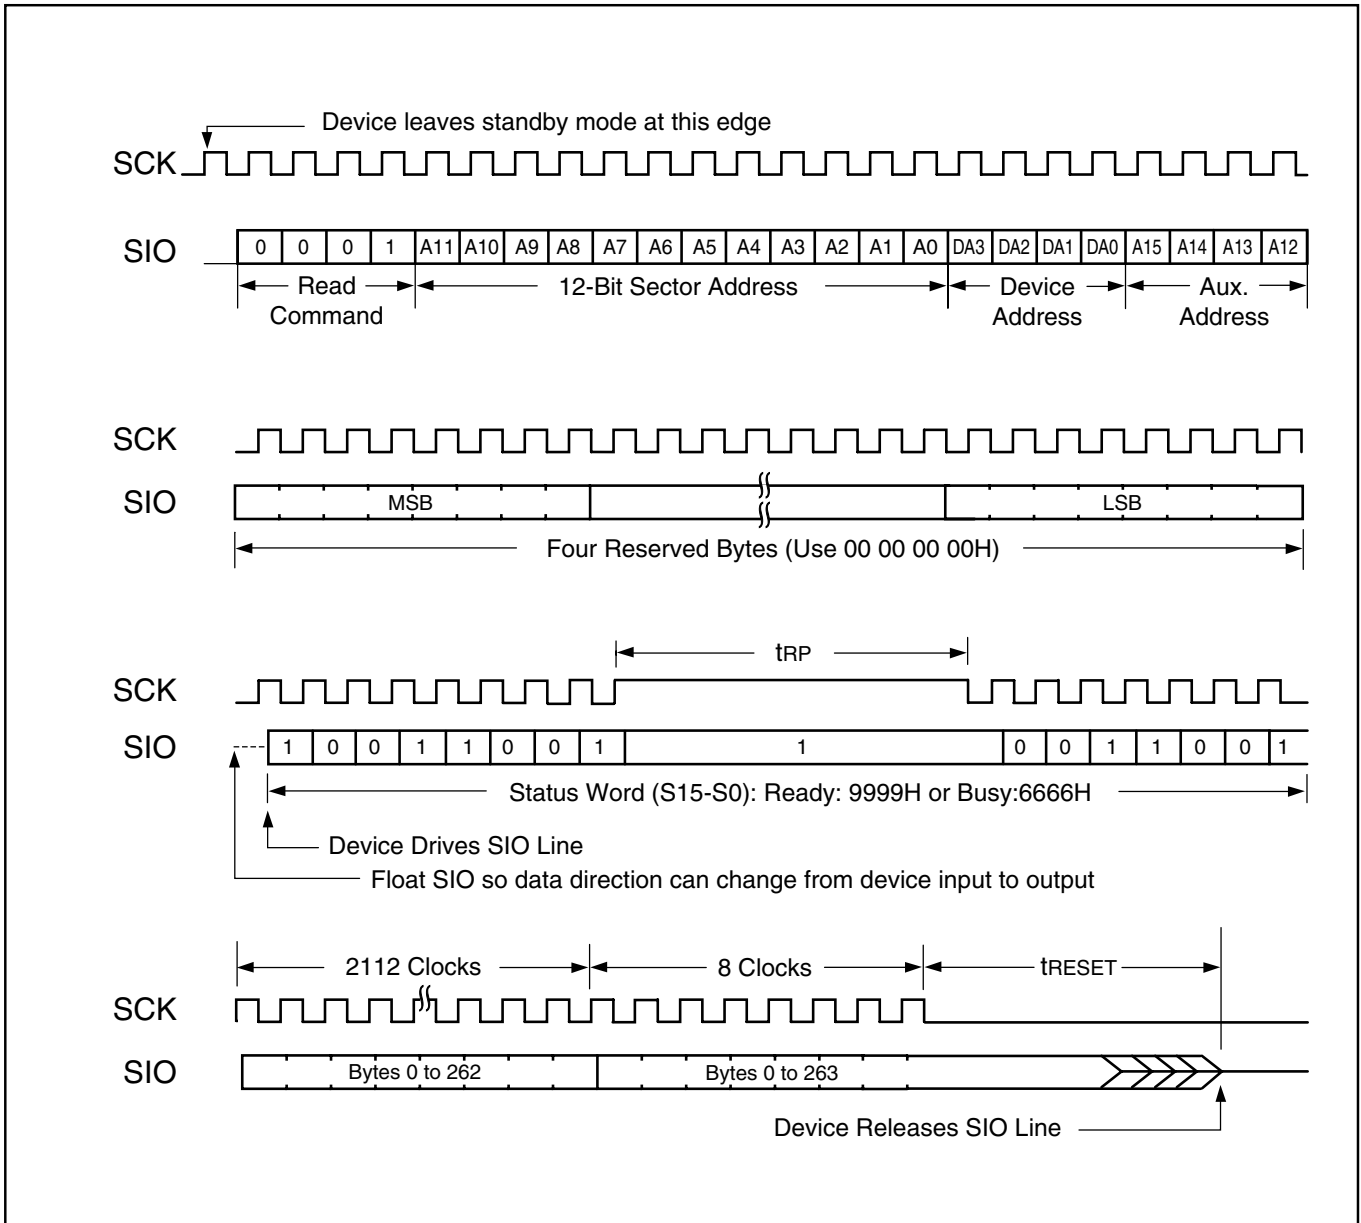 Device leaves standby mode at this edge
SCK
SIO 0 0 0 1 A11 A10 A9 A8 A7 A6 A5 A4 A3 A2 A1 A0 DA3 DA2 DA1 DA0 A15 A14 A13 A12
Read Command
12-Bit Sector Address
Device Address
Aux. Address
SCK
SIO MSB LSB
Four Reserved Bytes (Use 00 00 00 00H)
tRP
SCK
SIO 1 0 0 1 1 0 0 1 1 0 0 1 1 0 0 1
Status Word (S15-S0): Ready: 9999H or Busy:6666H
Device Drives SIO Line
Float SIO so data direction can change from device input to output
2112 Clocks 8 Clocks tRESET
SCK
SIO Bytes 0 to 262 Bytes 0 to 263
Device Releases SIO Line